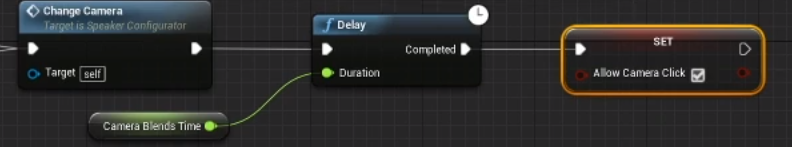 Change Camera
Target is Speaker Configurator
Target self
Delay
Completed
Duration
Camera Blends Time
SET
Allow Camera Click